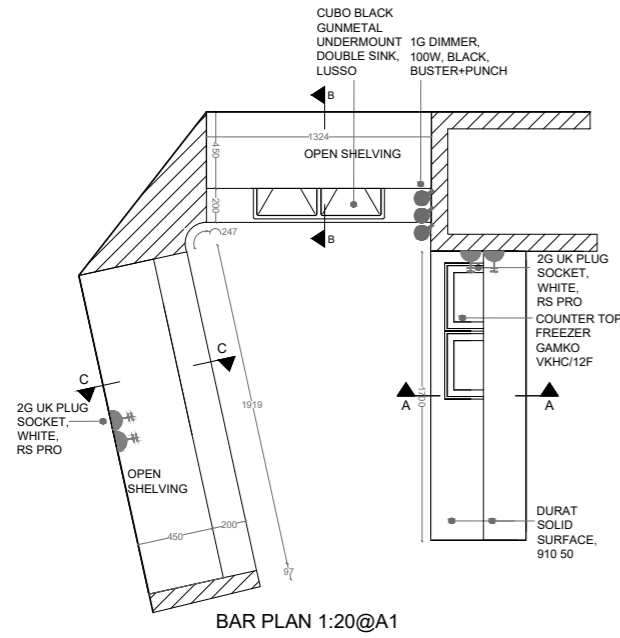 CUBO BLACK
GUNMETAL
UNDERMOUNT
DOUBLE SINK,
LUSSO
1G DIMMER,
100W, BLACK,
BUSTER+PUNCH
B
1324
OPEN SHELVING
450
200
B
247
2G UK PLUG
SOCKET,
WHITE,
RS PRO
COUNTER TOP
FREEZER
GAMKO
VKHC/12F
C
C
1919
1700
A
A
2G UK PLUG
SOCKET,
WHITE,
RS PRO
OPEN
SHELVING
450
200
97
DURAT
SOLID
SURFACE,
910 50
BAR PLAN 1:20@A1